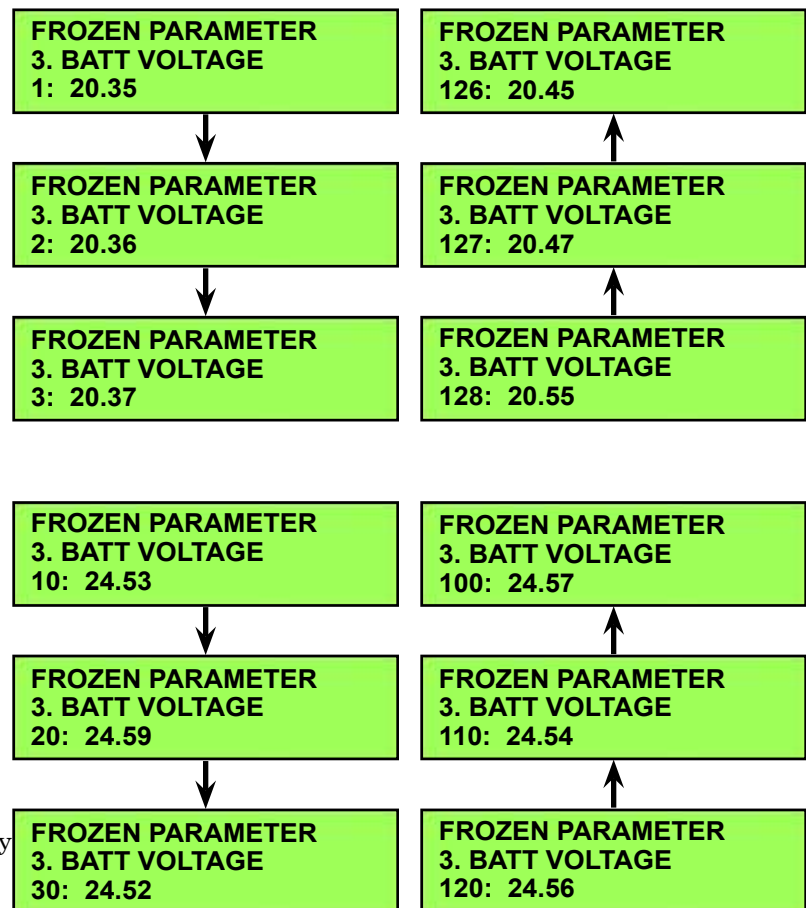 FROZEN PARAMETER
3. BATT VOLTAGE
1: 20.35
FROZEN PARAMETER
3. BATT VOLTAGE
2: 20.36
FROZEN PARAMETER
3. BATT VOLTAGE
3: 20.37
FROZEN PARAMETER
3. BATT VOLTAGE
126: 20.45
FROZEN PARAMETER
3. BATT VOLTAGE
127: 20.47
FROZEN PARAMETER
3. BATT VOLTAGE
128: 20.55
FROZEN PARAMETER
3. BATT VOLTAGE
10: 24.53
FROZEN PARAMETER
3. BATT VOLTAGE
20: 24.59
y
FROZEN PARAMETER
3. BATT VOLTAGE
30: 24.52
FROZEN PARAMETER
3. BATT VOLTAGE
100: 24.57
FROZEN PARAMETER
3. BATT VOLTAGE
110: 24.54
FROZEN PARAMETER
3. BATT VOLTAGE
120: 24.56